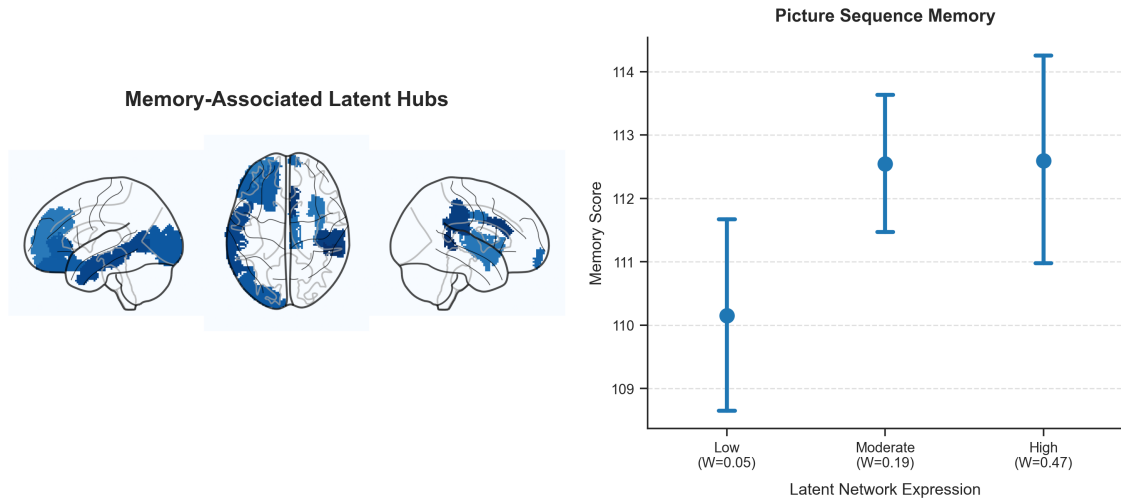 Memory-Associated Latent Hubs
Picture Sequence Memory
Memory Score
114
113
112
111
110
109
Low
(W=0.05)
Moderate
(W=0.19)
High
(W=0.47)
Latent Network Expression